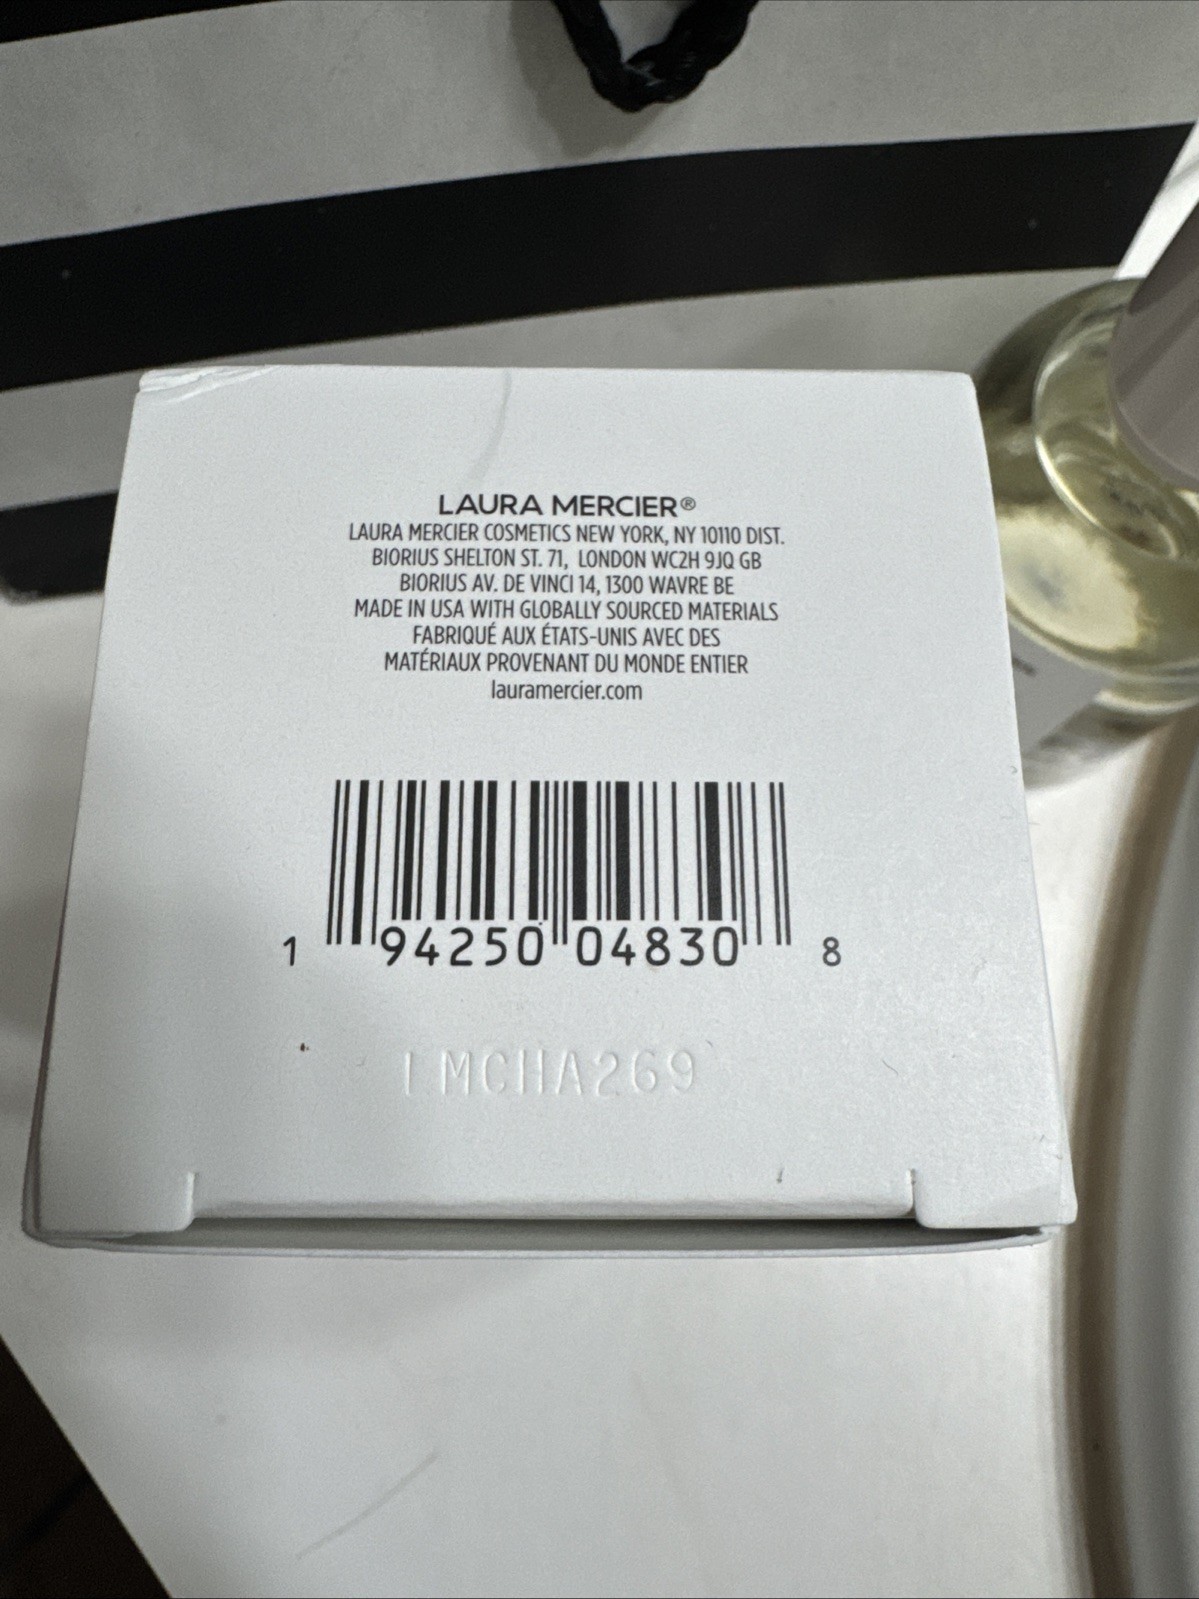 LAURA MERCIER®
LAURA MERCIER COSMETICS NEW YORK, NY 10110 DIST.
BIORIUS SHELTON ST. 71, LONDON WC2H 9JQ GB
BIORIUS AV. DE VINCI 14, 1300 WAVRE BE
MADE IN USA WITH GLOBALLY SOURCED MATERIALS
FABRIQUÉ AUX ÉTATS-UNIS AVEC DES
MATÉRIAUX PROVENANT DU MONDE ENTIER
lauramercier.com
1 94250 04830 8
LMCHA269